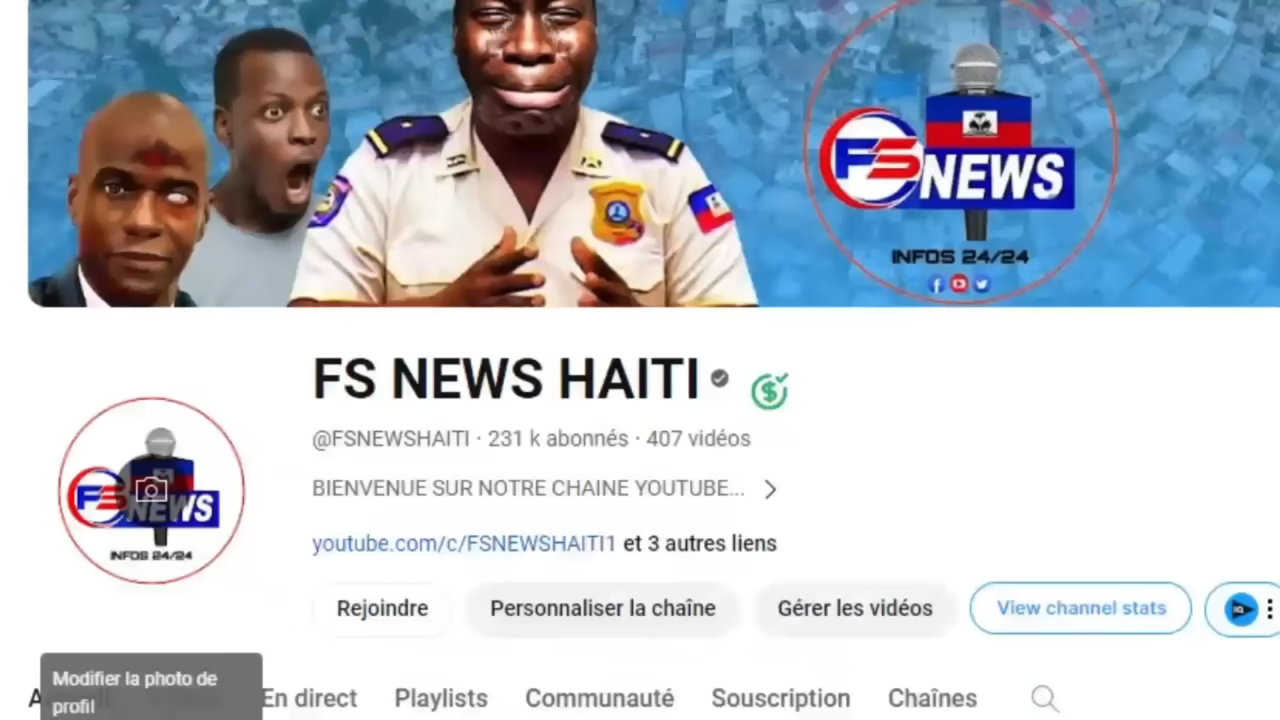 FS NEWS
INFOS 24/24
FS NEWS HAITI
@FSNEWSHAITI · 231 k abonnés · 407 vidéos
BIENVENUE SUR NOTRE CHAINE YOUTUBE...
youtube.com/c/FSNEWSHAITI1 et 3 autres liens
FS NEWS
INFOS 24/24
Rejoindre
Personnaliser la chaîne
Gérer les vidéos
View channel stats
IQ
Modifier la photo de
profil
En direct
Playlists
Communauté
Souscription
Chaînes